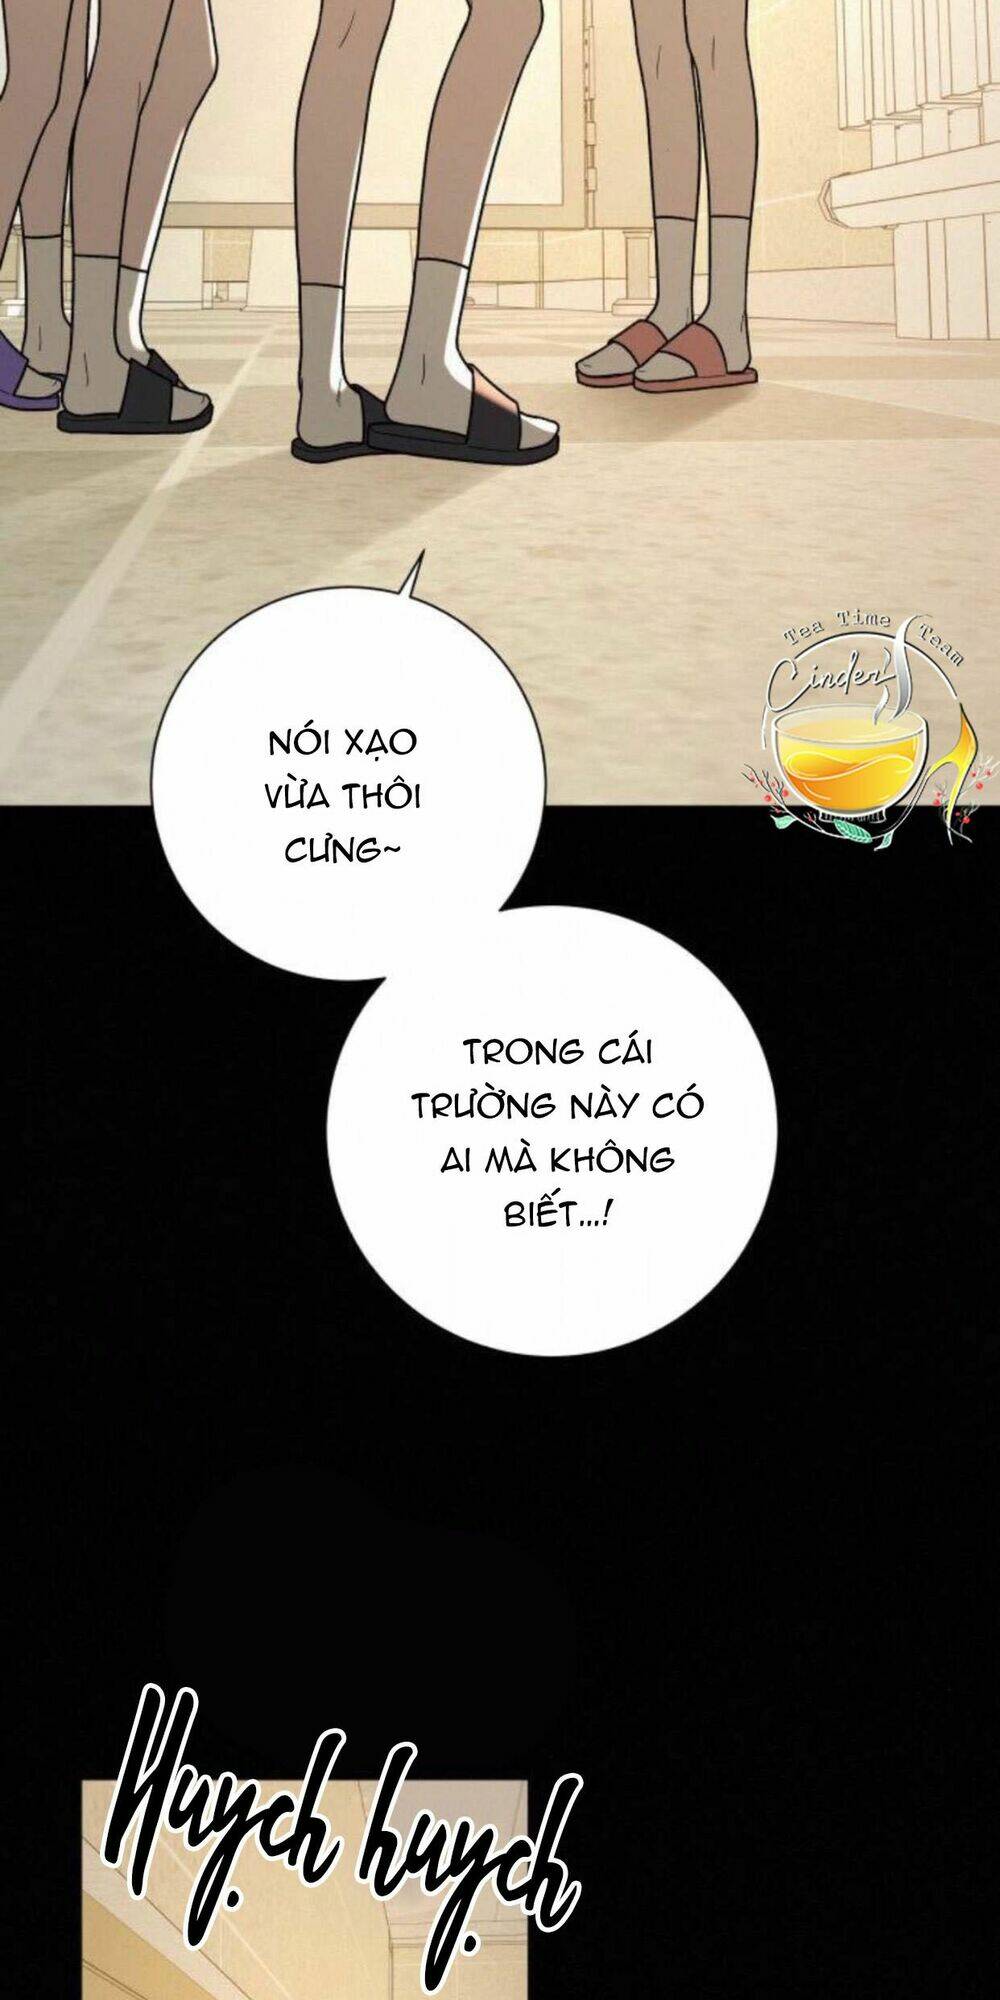 Tea Time Team
Cinder
NÓI XẠO
VỪA THÔI
CƯNG~
TRONG CÁI
TRƯỜNG NÀY CÓ
AI MÀ KHÔNG
BIẾT...!
Huỵch huỵch